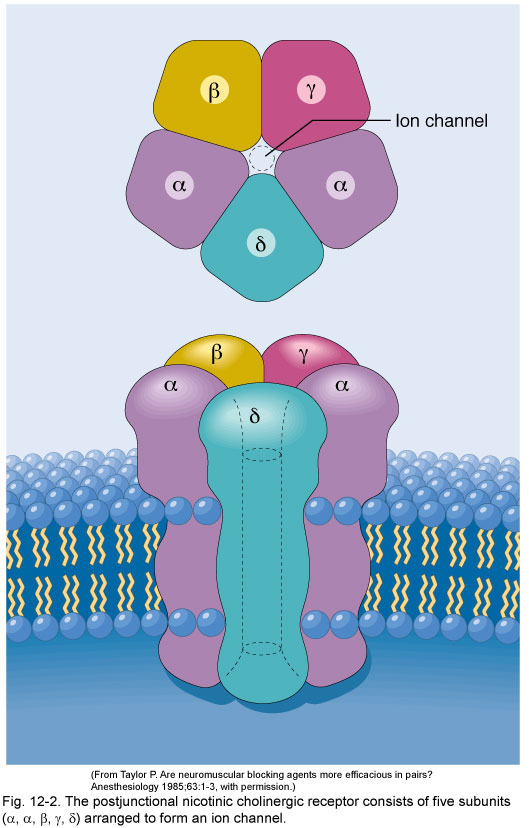 β γ
Ion channel
α α
δ
β γ
α α
δ
(From Taylor P. Are neuromuscular blocking agents more efficacious in pairs?
Anesthesiology 1985;63:1-3, with permission.)
Fig. 12-2. The postjunctional nicotinic cholinergic receptor consists of five subunits
(α, α, β, γ, δ) arranged to form an ion channel.